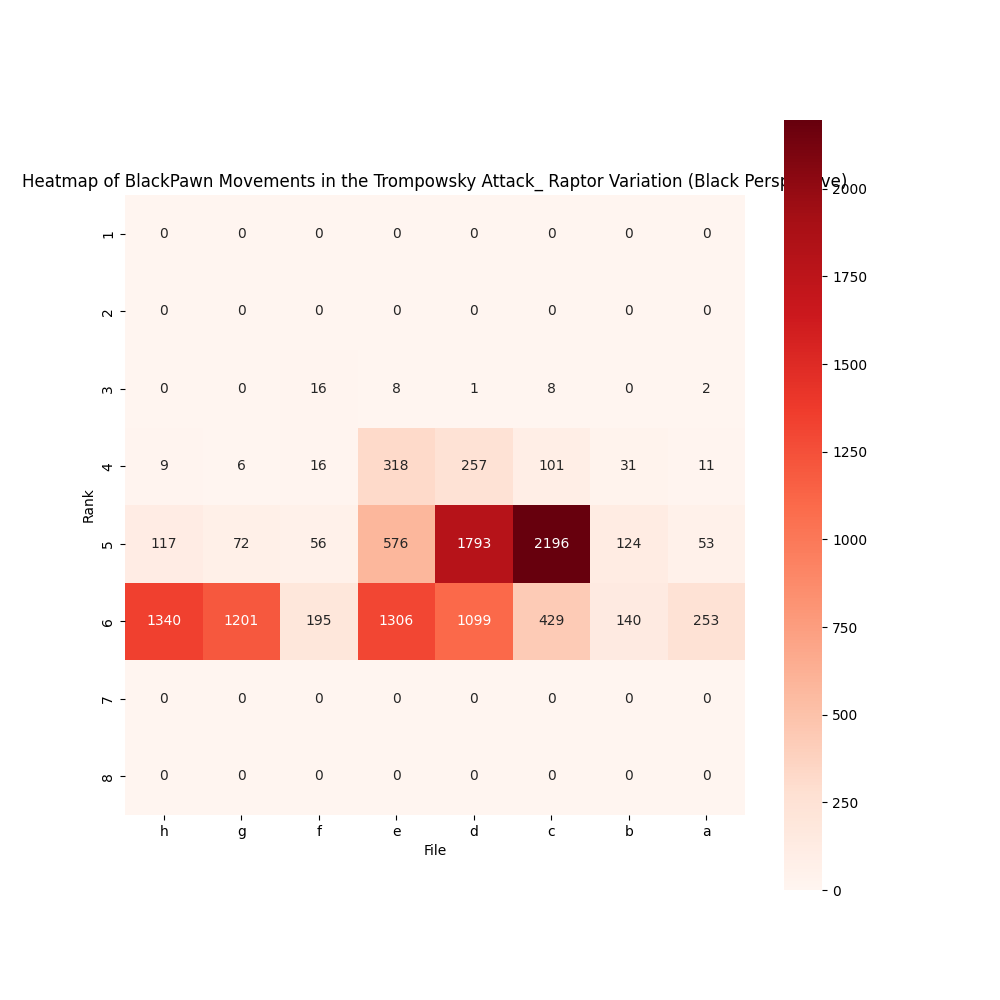 Heatmap of BlackPawn Movements in the Trompowsky Attack_ Raptor Variation (Black Persp ve)
2000
1750
1500
1250
1000
750
500
250
0
Rank
1 0 0 0 0 0 0 0 0
2 0 0 0 0 0 0 0 0
3 0 0 16 8 1 8 0 2
4 9 6 16 318 257 101 31 11
5 117 72 56 576 1793 2196 124 53
6 1340 1201 195 1306 1099 429 140 253
7 0 0 0 0 0 0 0 0
8 0 0 0 0 0 0 0 0
h g f e d c b a
File